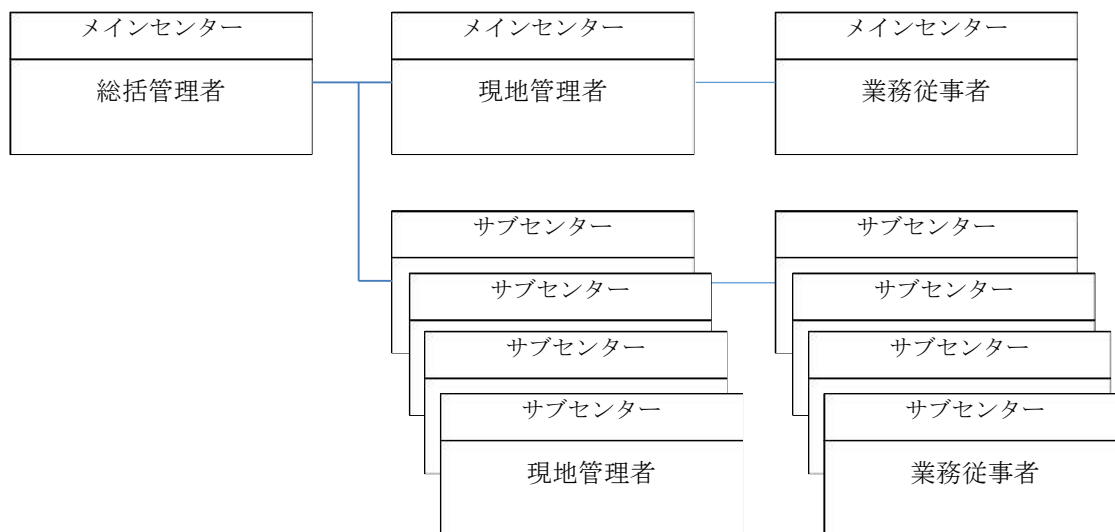 メインセンター
総括管理者
メインセンター
現地管理者
メインセンター
業務従事者
サブセンター
サブセンター
サブセンター
サブセンター
現地管理者
サブセンター
サブセンター
サブセンター
サブセンター
業務従事者